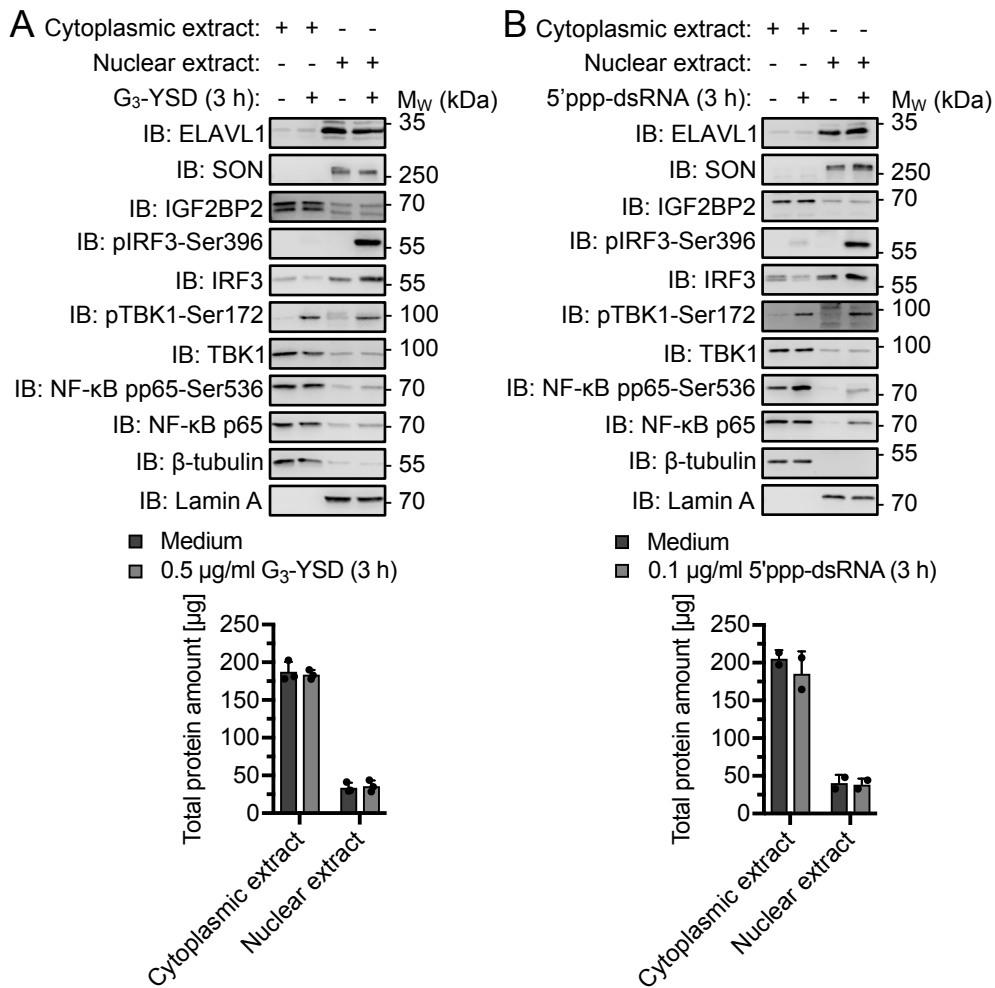 A Cytoplasmic extract: + + - -
Nuclear extract: - - + +
G₃-YSD (3 h): - + - + M_W (kDa)
IB: ELAVL1 35
IB: SON 250
IB: IGF2BP2 70
IB: pIRF3-Ser396 55
IB: IRF3 55
IB: pTBK1-Ser172 100
IB: TBK1 100
IB: NF-κB pp65-Ser536 70
IB: NF-κB p65 70
IB: β-tubulin 55
IB: Lamin A 70
Medium
0.5 µg/ml G₃-YSD (3 h)
Total protein amount [µg]
250
200
150
100
50
0
Cytoplasmic extract
Nuclear extract
B Cytoplasmic extract: + + - -
Nuclear extract: - - + +
5'ppp-dsRNA (3 h): - + - + M_W (kDa)
IB: ELAVL1 35
IB: SON 250
IB: IGF2BP2 70
IB: pIRF3-Ser396 55
IB: IRF3 55
IB: pTBK1-Ser172 100
IB: TBK1 100
IB: NF-κB pp65-Ser536 70
IB: NF-κB p65 70
IB: β-tubulin 55
IB: Lamin A 70
Medium
0.1 µg/ml 5'ppp-dsRNA (3 h)
Total protein amount [µg]
250
200
150
100
50
0
Cytoplasmic extract
Nuclear extract